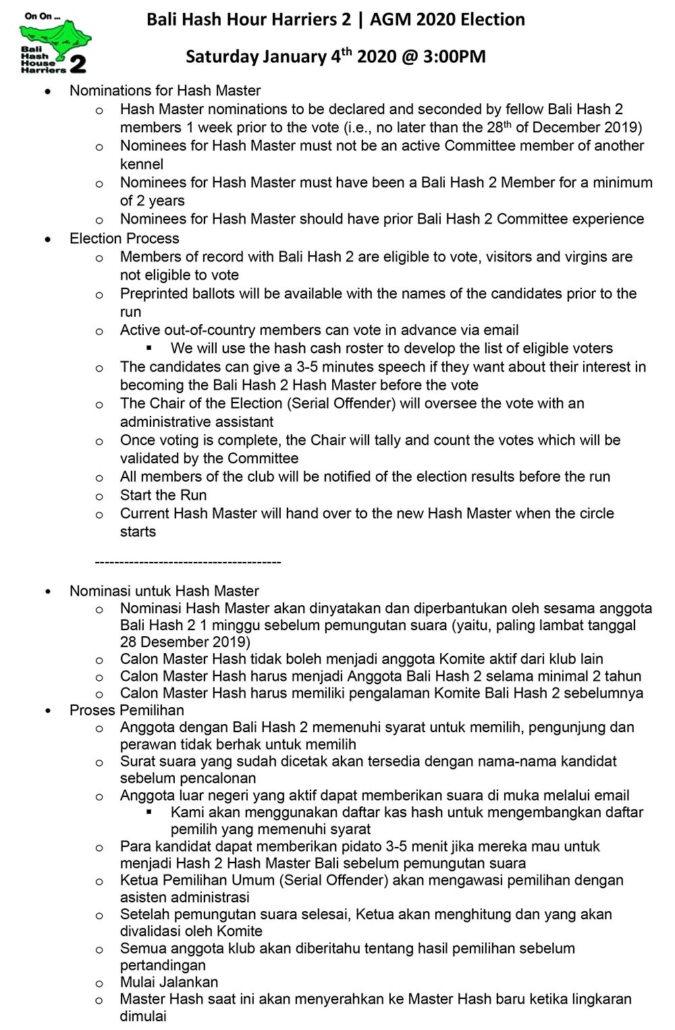 On On ...
Bali
Hash
House
Harriers 2
Bali Hash Hour Harriers 2 | AGM 2020 Election
Saturday January 4th 2020 @ 3:00PM
• Nominations for Hash Master
o Hash Master nominations to be declared and seconded by fellow Bali Hash 2
members 1 week prior to the vote (i.e., no later than the 28th of December 2019)
o Nominees for Hash Master must not be an active Committee member of another
kennel
o Nominees for Hash Master must have been a Bali Hash 2 Member for a minimum
of 2 years
o Nominees for Hash Master should have prior Bali Hash 2 Committee experience
• Election Process
o Members of record with Bali Hash 2 are eligible to vote, visitors and virgins are
not eligible to vote
o Preprinted ballots will be available with the names of the candidates prior to the
run
o Active out-of-country members can vote in advance via email
▪ We will use the hash cash roster to develop the list of eligible voters
o The candidates can give a 3-5 minutes speech if they want about their interest in
becoming the Bali Hash 2 Hash Master before the vote
o The Chair of the Election (Serial Offender) will oversee the vote with an
administrative assistant
o Once voting is complete, the Chair will tally and count the votes which will be
validated by the Committee
o All members of the club will be notified of the election results before the run
o Start the Run
o Current Hash Master will hand over to the new Hash Master when the circle
starts
--------------------------------------
• Nominasi untuk Hash Master
o Nominasi Hash Master akan dinyatakan dan diperbantukan oleh sesama anggota
Bali Hash 2 1 minggu sebelum pemungutan suara (yaitu, paling lambat tanggal
28 Desember 2019)
o Calon Master Hash tidak boleh menjadi anggota Komite aktif dari klub lain
o Calon Master Hash harus menjadi Anggota Bali Hash 2 selama minimal 2 tahun
o Calon Master Hash harus memiliki pengalaman Komite Bali Hash 2 sebelumnya
• Proses Pemilihan
o Anggota dengan Bali Hash 2 memenuhi syarat untuk memilih, pengunjung dan
perawan tidak berhak untuk memilih
o Surat suara yang sudah dicetak akan tersedia dengan nama-nama kandidat
sebelum pencalonan
o Anggota luar negeri yang aktif dapat memberikan suara di muka melalui email
▪ Kami akan menggunakan daftar kas hash untuk mengembangkan daftar
pemilih yang memenuhi syarat
o Para kandidat dapat memberikan pidato 3-5 menit jika mereka mau untuk
menjadi Hash 2 Hash Master Bali sebelum pemungutan suara
o Ketua Pemilihan Umum (Serial Offender) akan mengawasi pemilihan dengan
asisten administrasi
o Setelah pemungutan suara selesai, Ketua akan menghitung dan yang akan
divalidasi oleh Komite
o Semua anggota klub akan diberitahu tentang hasil pemilihan sebelum
pertandingan
o Mulai Jalankan
o Master Hash saat ini akan menyerahkan ke Master Hash baru ketika lingkaran
dimulai